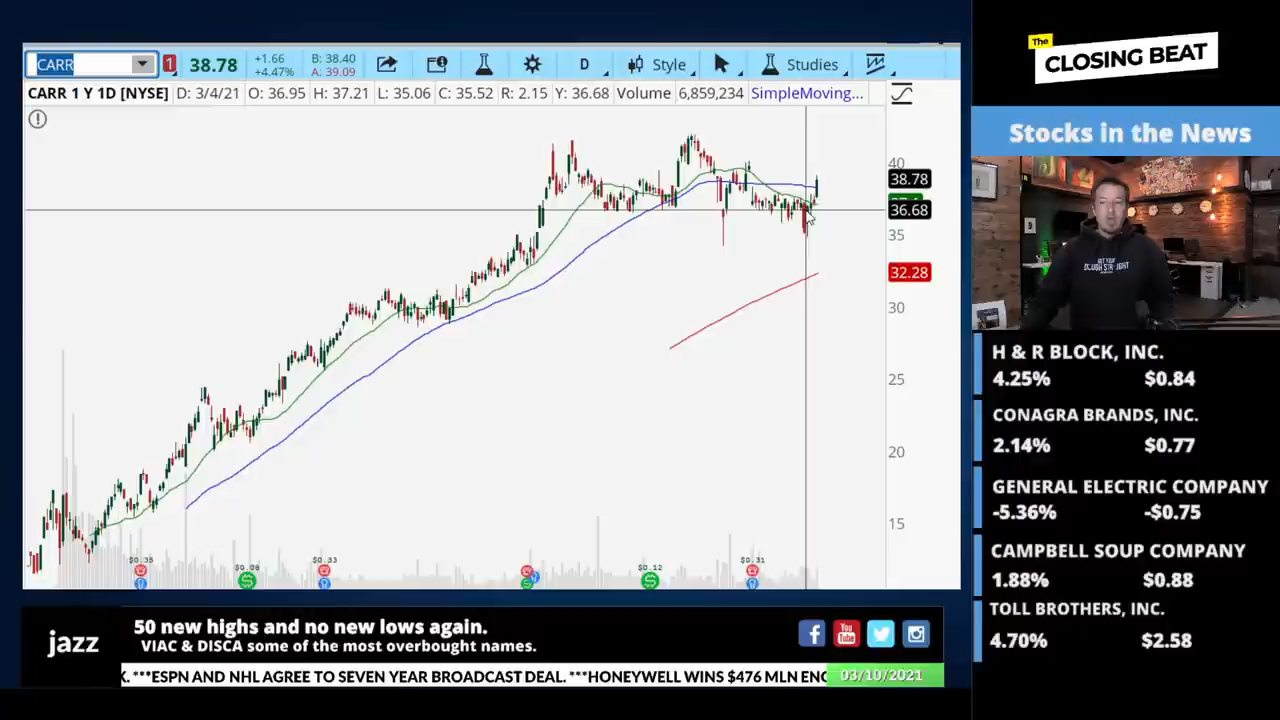 The
CLOSING BEAT
CARR
1
38.78
+1.66
+4.47%
B: 38.40
A: 39.09
D
Style
Studies
CARR 1 Y 1D [NYSE]
D: 3/4/21
O: 36.95
H: 37.21
L: 35.06
C: 35.52
R: 2.15
Y: 36.68
Volume
6,859,234
SimpleMoving...
40
38.78
36.68
35
32.28
30
25
20
15
$0.35
$0.08
$0.33
$0.12
$0.31
Stocks in the News
H & R BLOCK, INC.
4.25% $0.84
CONAGRA BRANDS, INC.
2.14% $0.77
GENERAL ELECTRIC COMPANY
-5.36% -$0.75
CAMPBELL SOUP COMPANY
1.88% $0.88
TOLL BROTHERS, INC.
4.70% $2.58
jazz
50 new highs and no new lows again.
VIAC & DISCA some of the most overbought names.
K. ***ESPN AND NHL AGREE TO SEVEN YEAR BROADCAST DEAL. ***HONEYWELL WINS $476 MLN ENG
03/10/2021